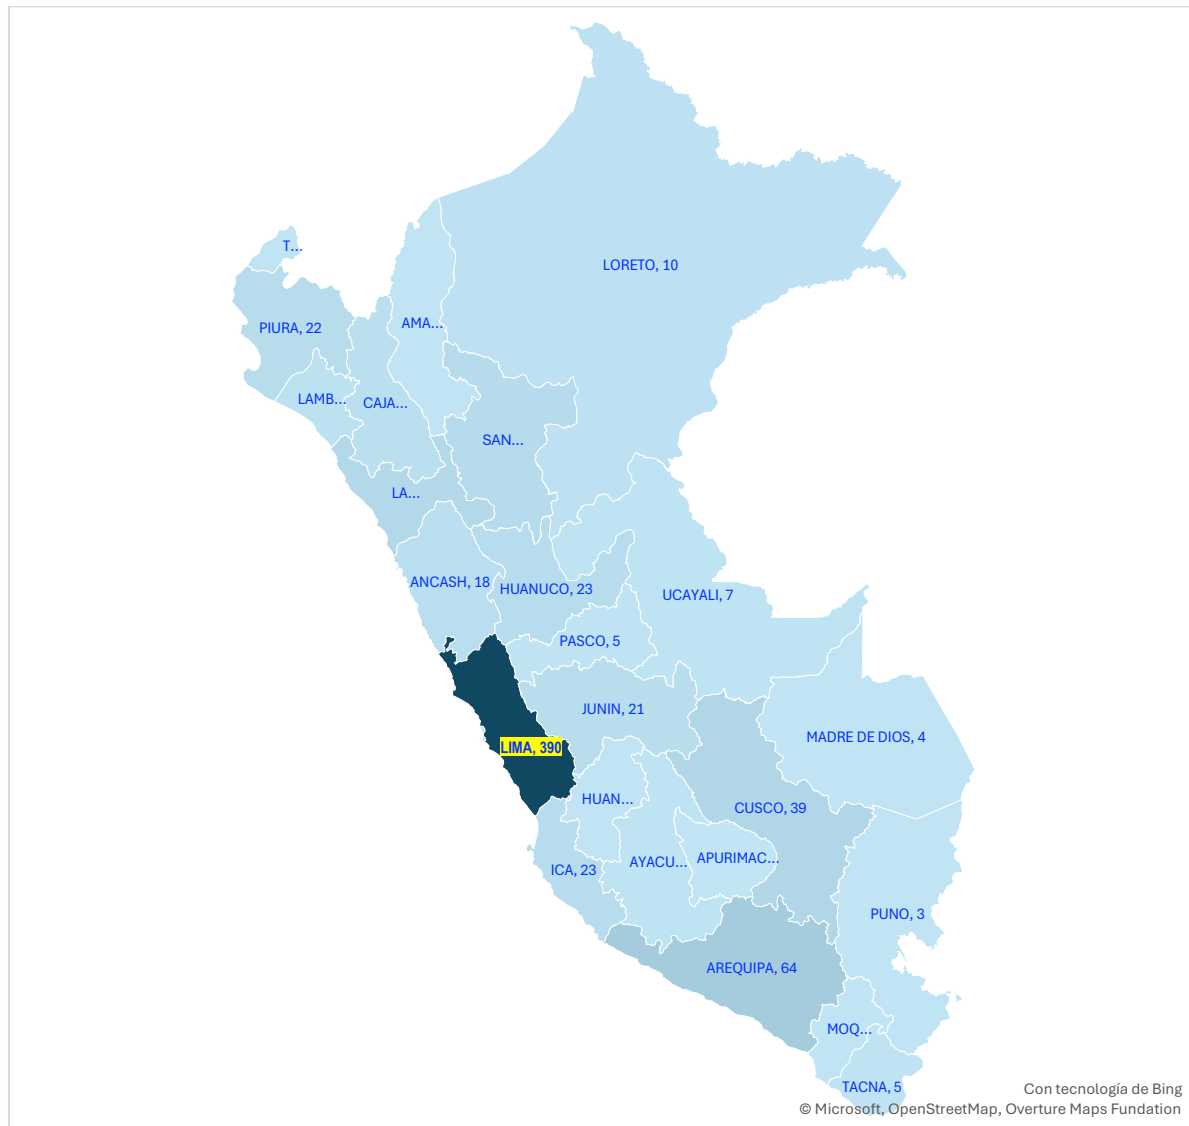 LORETO, 10
T...
PIURA, 22
AMA...
LAMB...
CAJA...
SAN...
LA...
ANCASH, 18
HUANUCO, 23
UCAYALI, 7
PASCO, 5
JUNIN, 21
MADRE DE DIOS, 4
LIMA, 390
HUAN...
CUSCO, 39
ICA, 23
AYACU...
APURIMAC...
PUNO, 3
AREQUIPA, 64
MOQ...
TACNA, 5
Con tecnología de Bing
© Microsoft, OpenStreetMap, Overture Maps Fundation